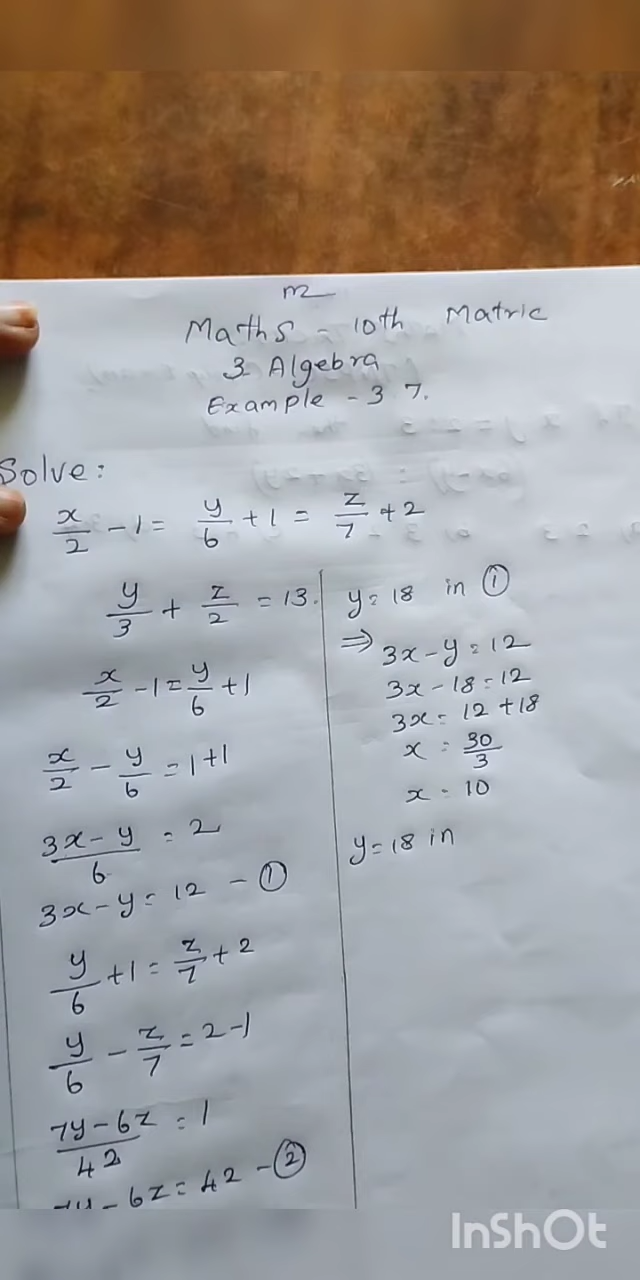 m2
Maths - 10th Matric
3 Algebra
Example - 3 7.
Solve:
x/2 - 1 = y/6 + 1 = z/7 + 2
y/3 + z/2 = 13.
x/2 - 1 = y/6 + 1
x/2 - y/6 = 1+1
3x - y/6 = 2
3x - y = 12 - ①
y/6 + 1 = z/7 + 2
y/6 - z/7 = 2 - 1
7y - 6z/42 = 1
7y - 6z = 42 - ②
y = 18 in ①
⇒ 3x - y = 12
3x - 18 = 12
3x = 12 + 18
x = 30/3
x = 10
y = 18 in
InShOt